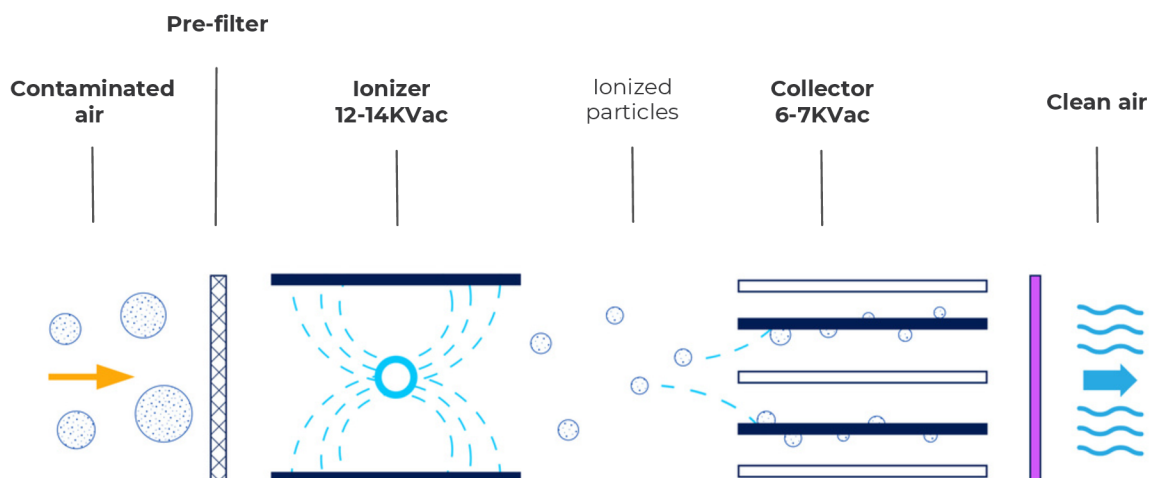 Pre-filter
Contaminated
air
Ionizer
12-14KVac
Ionized
particles
Collector
6-7KVac
Clean air